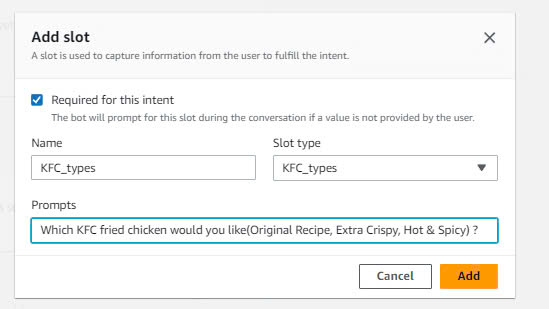 Add slot
A slot is used to capture information from the user to fulfill the intent.
Required for this intent
The bot will prompt for this slot during the conversation if a value is not provided by the user.
Name
Slot type
KFC_types
KFC_types
Prompts
Which KFC fried chicken would you like(Original Recipe, Extra Crispy, Hot & Spicy) ?
Cancel
Add